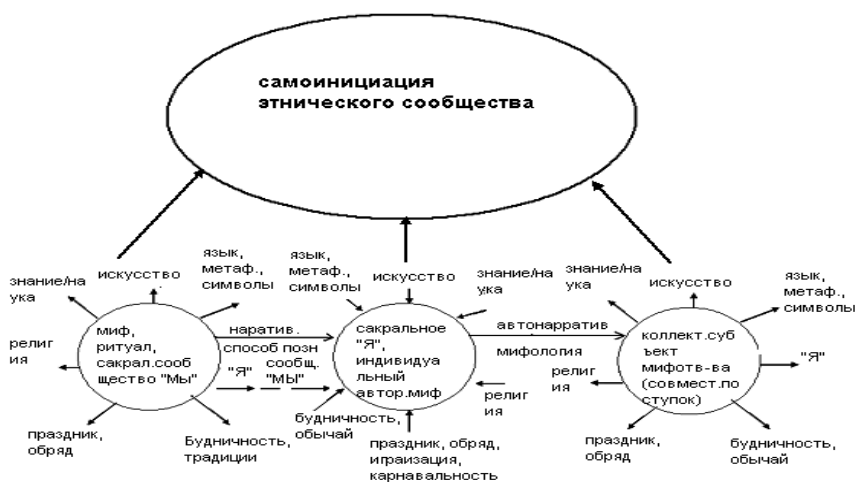 самоинициация
этнического сообщества
знание/на
ука
искусство
язык,
метаф.,
символы
миф,
ритуал,
сакрал.сооб
щество "Мы"
религ
ия
праздник,
обряд
Будничность,
традиции
наратив.
способ позн
"Я"
сообщ.
"МЫ"
язык,
метаф.,
символы
искусство
знание/на
ука
сакральное
"Я",
индивидуа
льный
автор.миф
религ
ия
будничность,
обычай
праздник, обряд,
играизация,
карнавальность
автонарратив
мифология
знание/на
ука
искусство
язык,
метаф.,
символы
коллект.суб
ъект
мифотв-ва
(совмест.по
ступок)
"Я"
религ
ия
праздник,
обряд
будничность,
обычай